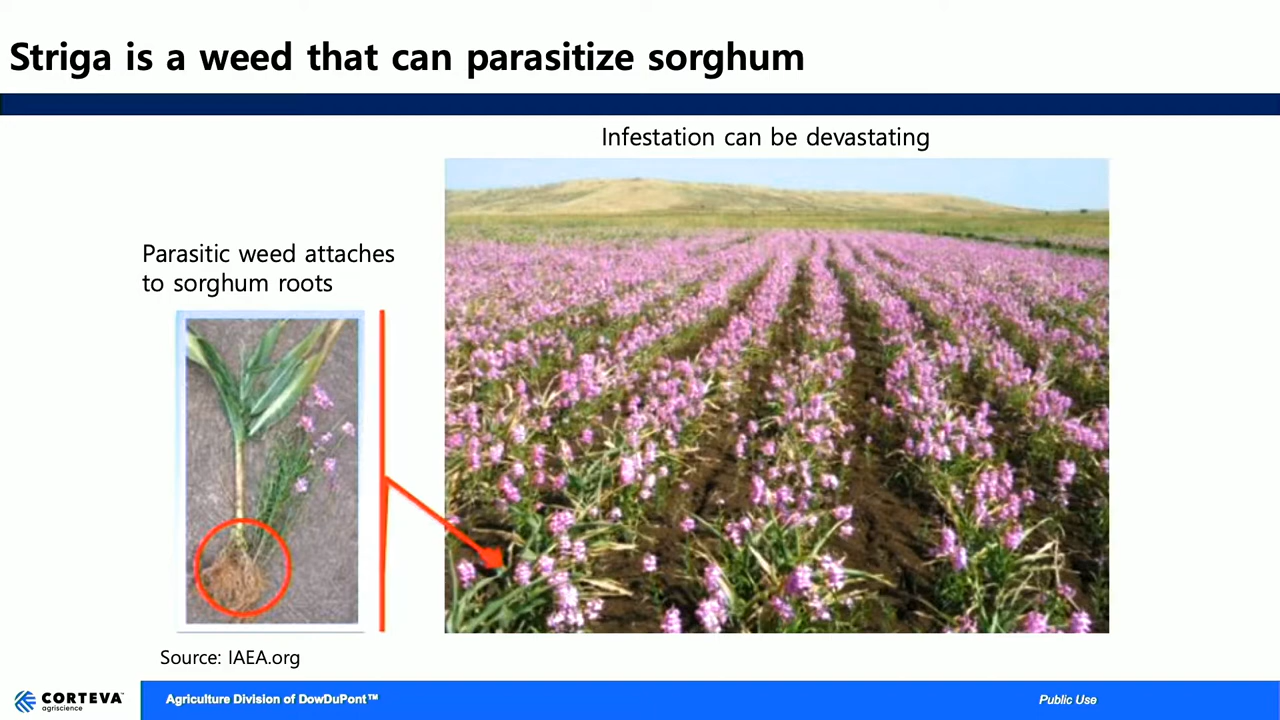 Striga is a weed that can parasitize sorghum
Infestation can be devastating
Parasitic weed attaches
to sorghum roots
Source: IAEA.org
CORTEVA™
agriscience
Agriculture Division of DowDuPont™
Public Use